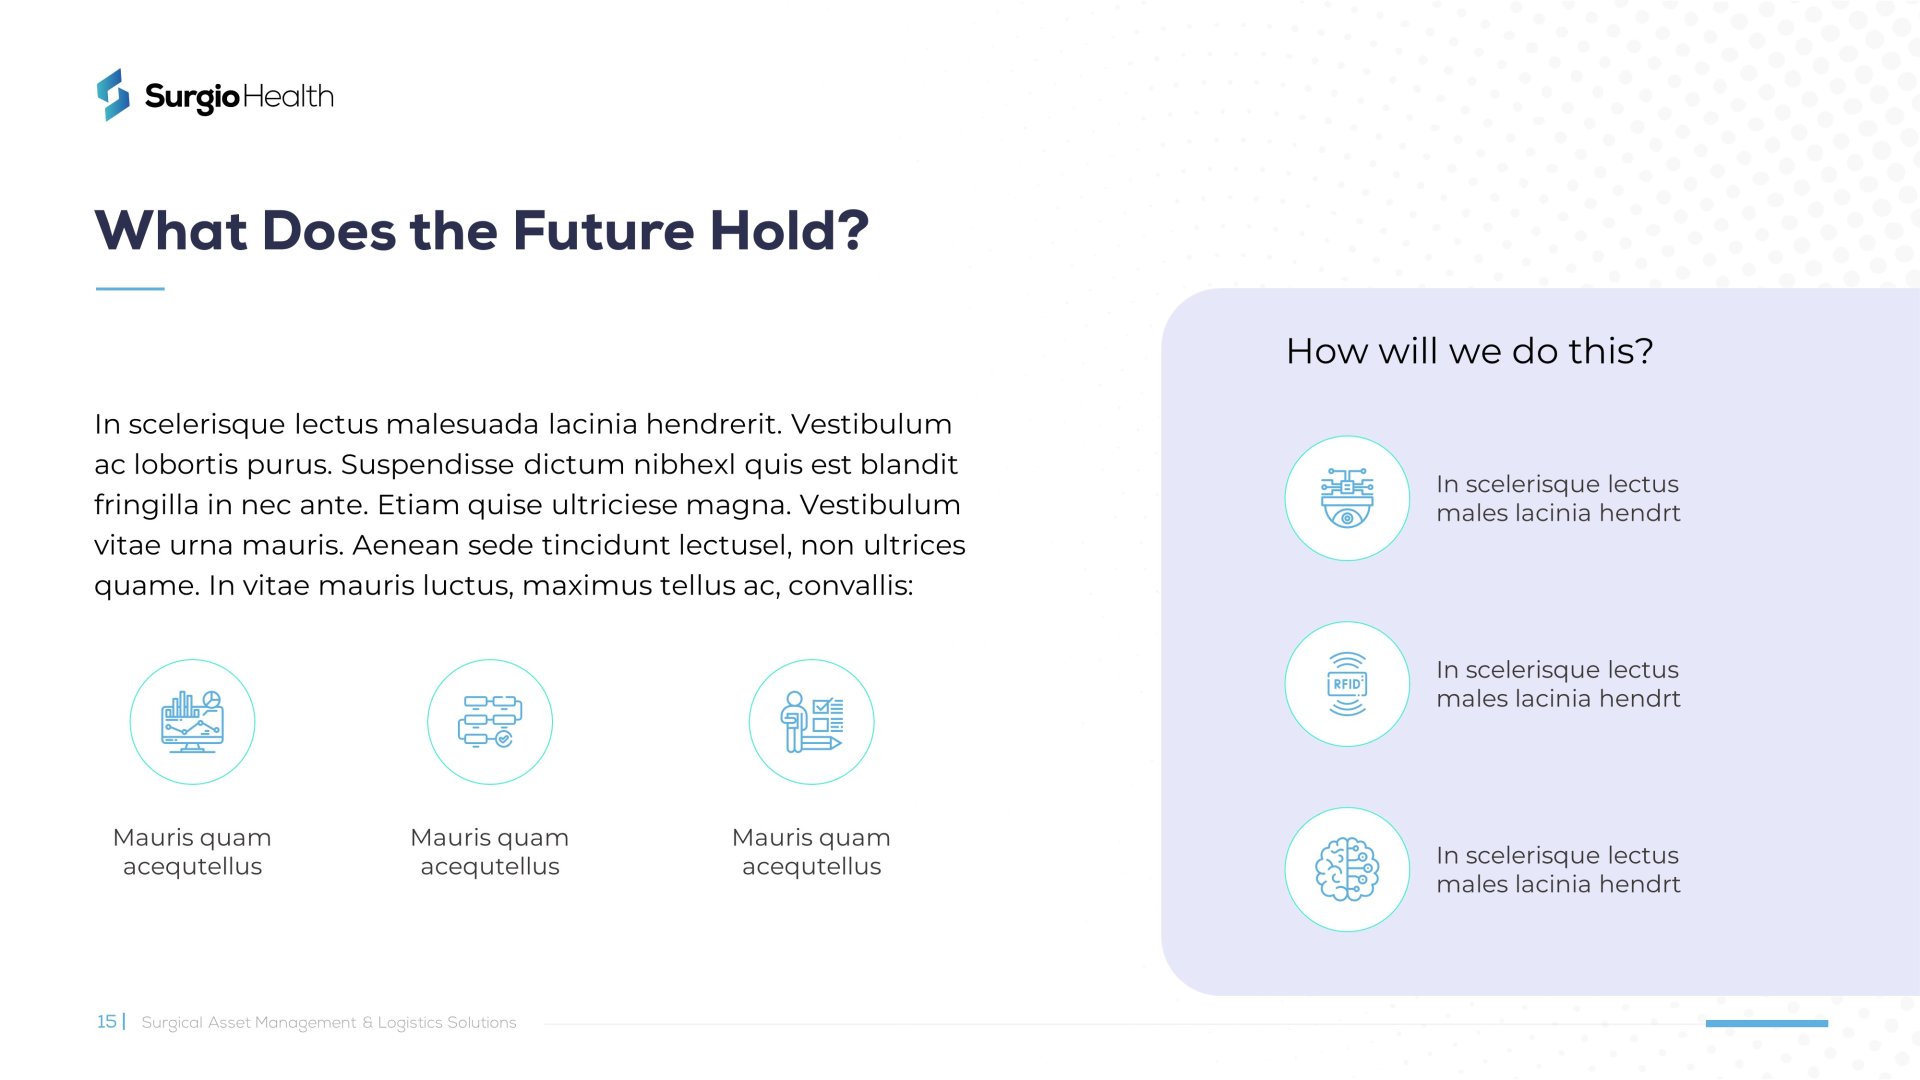 SurgioHealth
What Does the Future Hold?
In scelerisque lectus malesuada lacinia hendrerit. Vestibulum
ac lobortis purus. Suspendisse dictum nibhexl quis est blandit
fringilla in nec ante. Etiam quise ultriciese magna. Vestibulum
vitae urna mauris. Aenean sede tincidunt lectusel, non ultrices
quame. In vitae mauris luctus, maximus tellus ac, convallis:
Mauris quam
acequtellus
Mauris quam
acequtellus
Mauris quam
acequtellus
How will we do this?
In scelerisque lectus
males lacinia hendrt
RFID
In scelerisque lectus
males lacinia hendrt
In scelerisque lectus
males lacinia hendrt
15 | Surgical Asset Management & Logistics Solutions